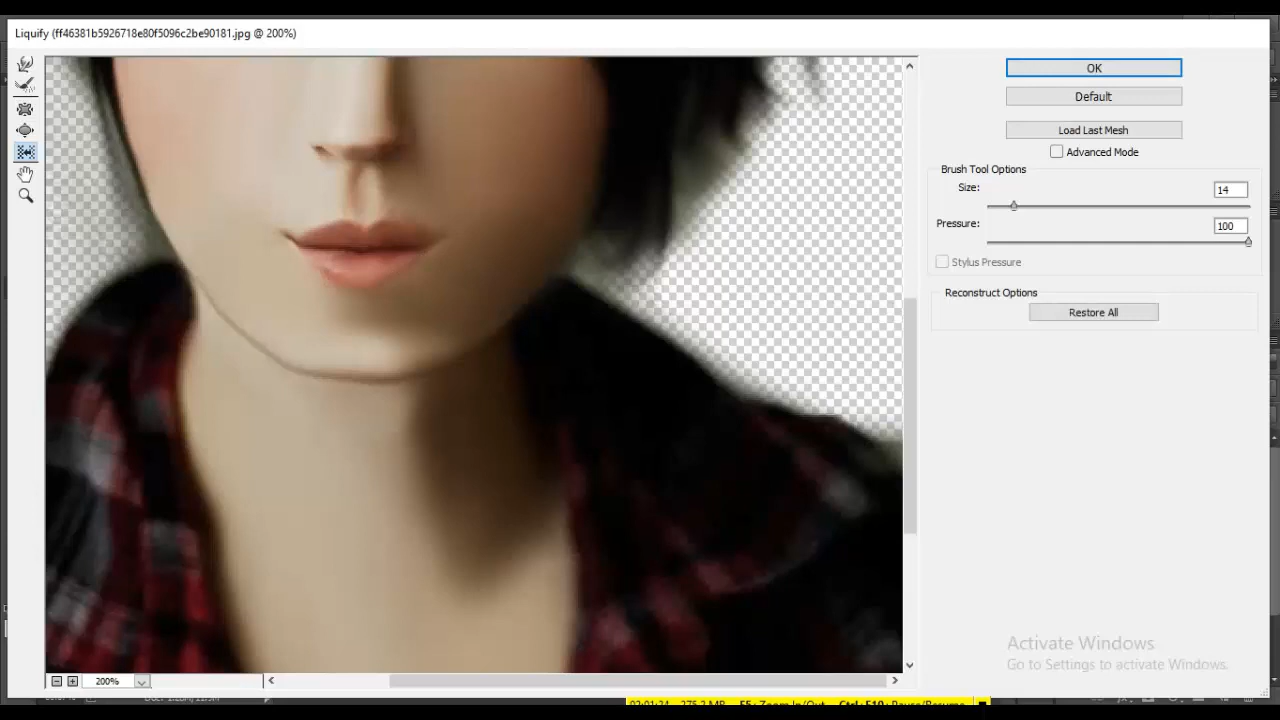 Liquify (ff46381b5926718e80f5096c2be90181.jpg @ 200%)
OK
Default
Load Last Mesh
Advanced Mode
Brush Tool Options
Size:
14
Pressure:
100
Stylus Pressure
Reconstruct Options
Restore All
Activate Windows
Go to Settings to activate Windows.
200%